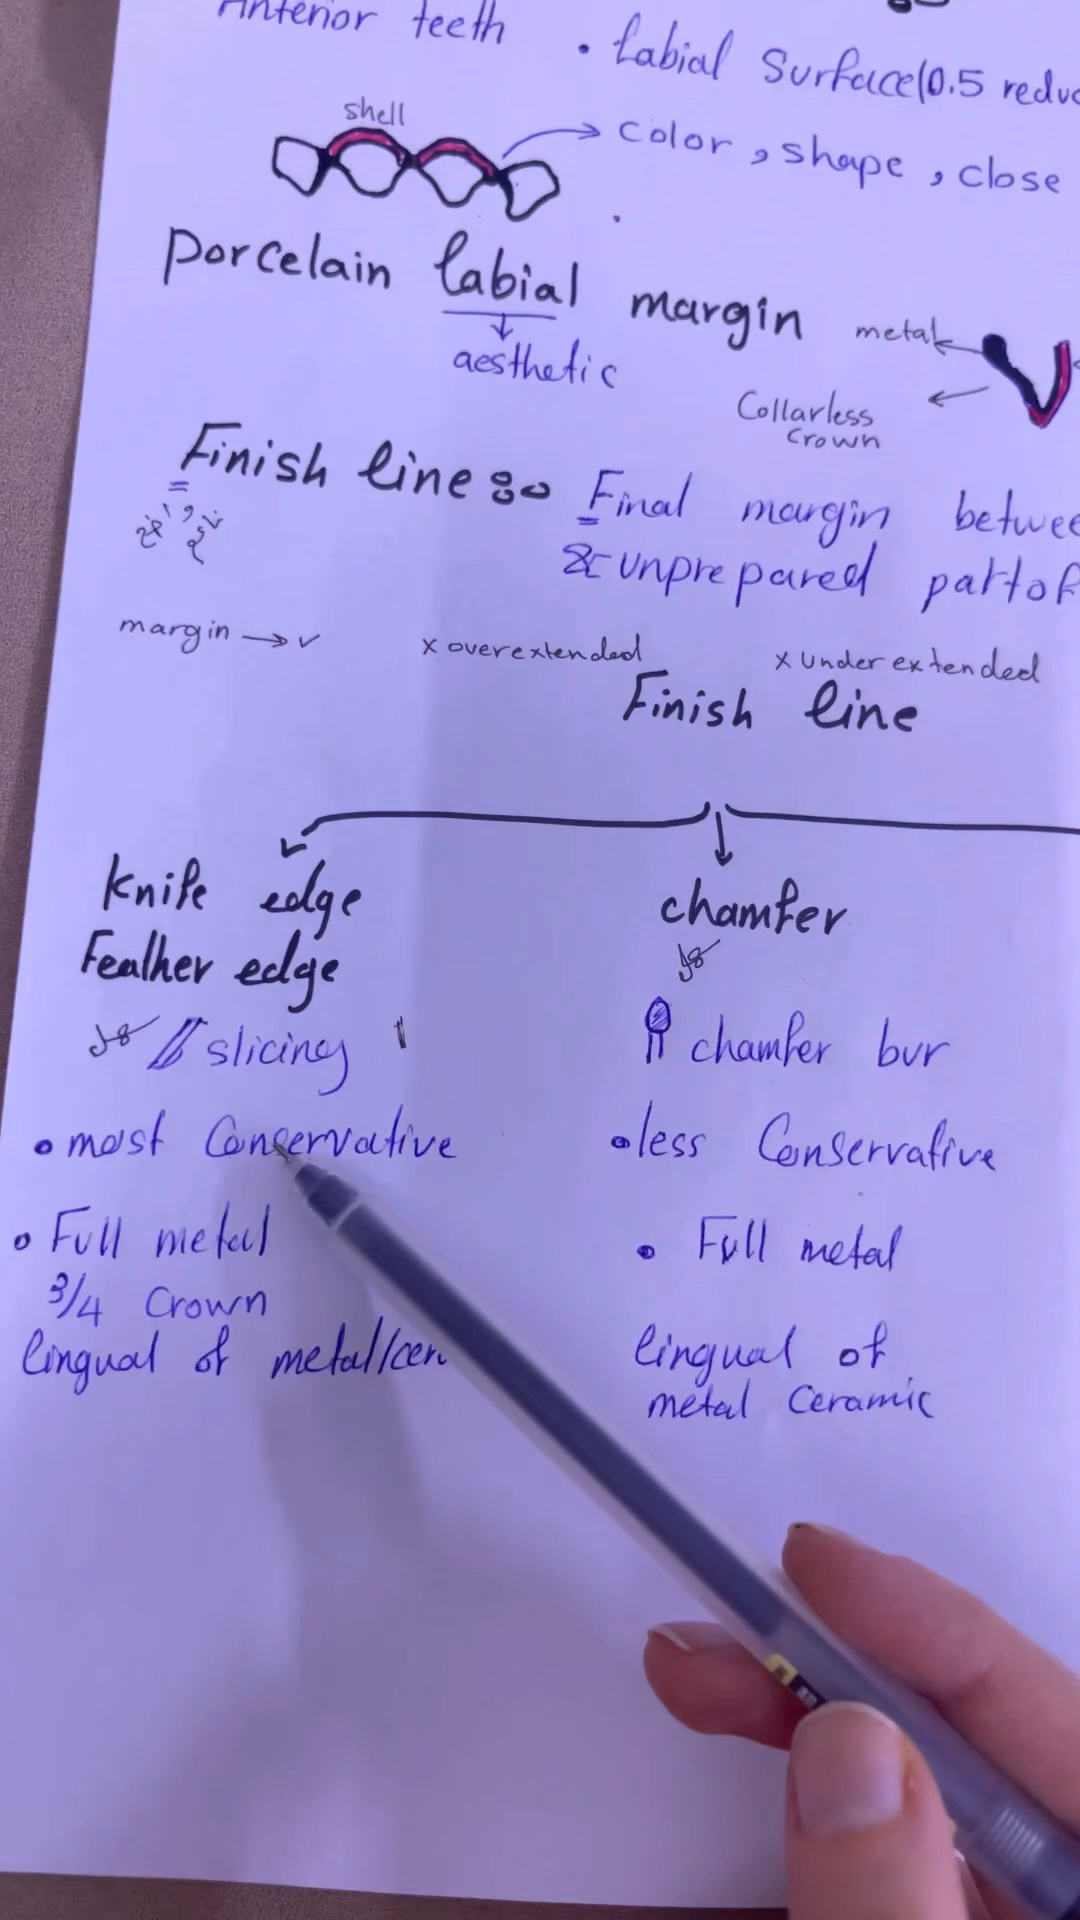 Anterior teeth • Labial Surface(0.5 reduc
shell
color , shape , close
Porcelain labial margin
aesthetic
metal
Collarless
crown
Finish line
Final margin betwee
& unprepared part of
margin → ✓ x overextended x under extended
Finish line
Knife edge
Feather edge
slicing
• most Conservative
• Full metal
3/4 Crown
lingual of metal/cer
chamfer
chamfer bur
• less Conservative
• Full metal
lingual of
metal Ceramic